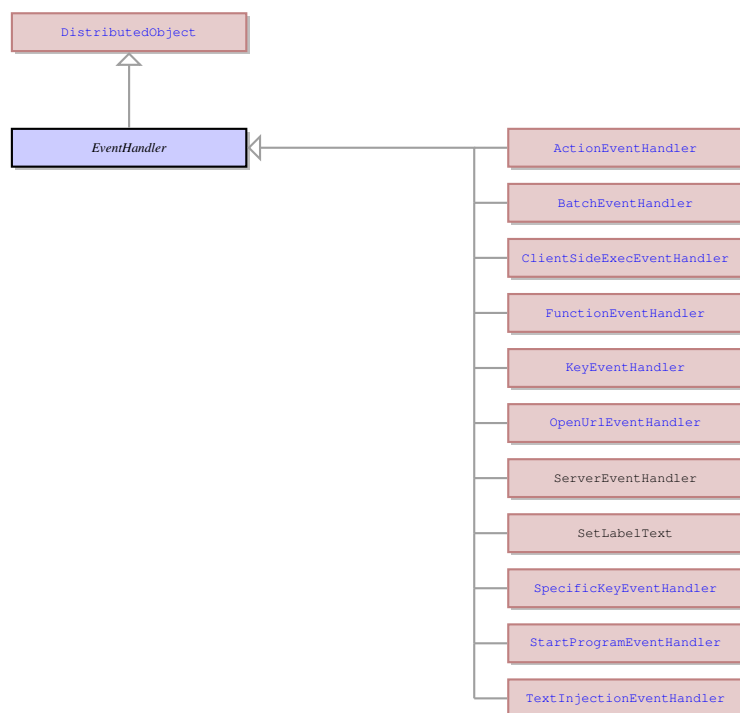 DistributedObject
EventHandler
ActionEventHandler
BatchEventHandler
ClientSideExecEventHandler
FunctionEventHandler
KeyEventHandler
OpenUrlEventHandler
ServerEventHandler
SetLabelText
SpecificKeyEventHandler
StartProgramEventHandler
TextInjectionEventHandler